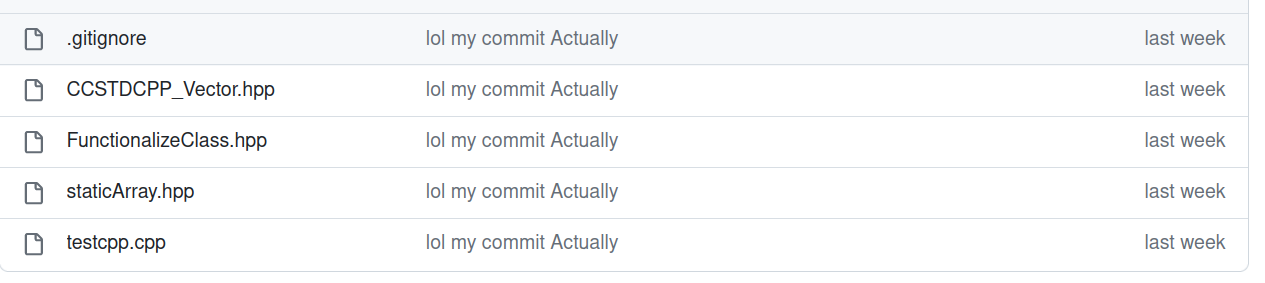 .gitignore lol my commit Actually last week
CCSTDCPP_Vector.hpp lol my commit Actually last week
FunctionalizeClass.hpp lol my commit Actually last week
staticArray.hpp lol my commit Actually last week
testcpp.cpp lol my commit Actually last week